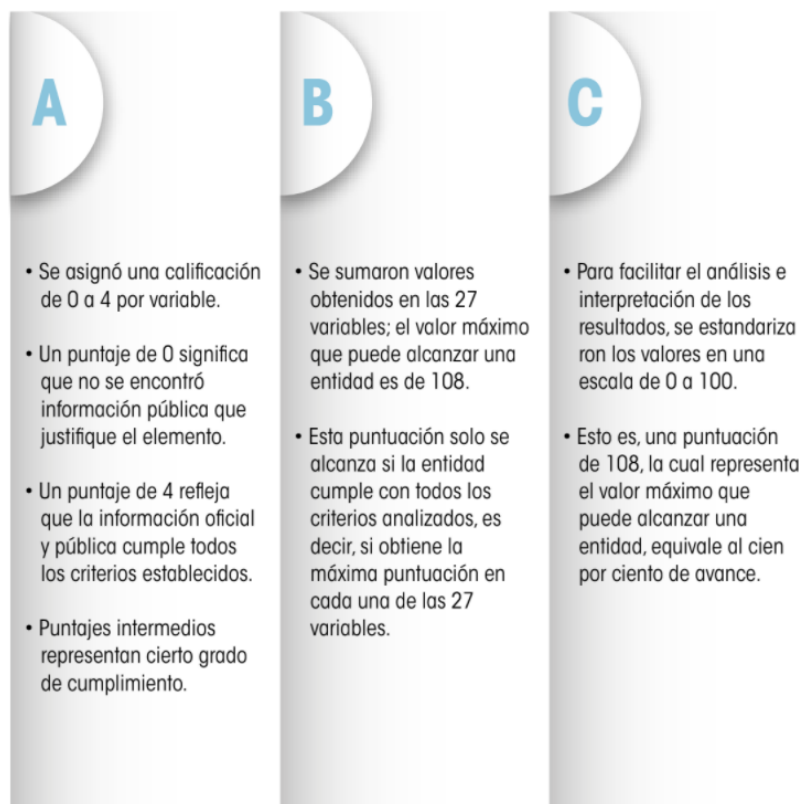 A
• Se asignó una calificación
de 0 a 4 por variable.
• Un puntaje de 0 significa
que no se encontró
información pública que
justifique el elemento.
• Un puntaje de 4 refleja
que la información oficial
y pública cumple todos
los criterios establecidos.
• Puntajes intermedios
representan cierto grado
de cumplimiento.
B
• Se sumaron valores
obtenidos en las 27
variables; el valor máximo
que puede alcanzar una
entidad es de 108.
• Esta puntuación solo se
alcanza si la entidad
cumple con todos los
criterios analizados, es
decir, si obtiene la
máxima puntuación en
cada una de las 27
variables.
C
• Para facilitar el análisis e
interpretación de los
resultados, se estandariza
ron los valores en una
escala de 0 a 100.
• Esto es, una puntuación
de 108, la cual representa
el valor máximo que
puede alcanzar una
entidad, equivale al cien
por ciento de avance.